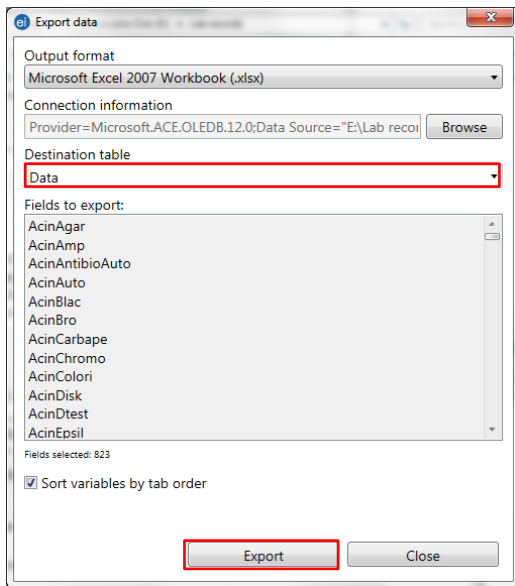 ei Export data
Output format
Microsoft Excel 2007 Workbook (.xlsx)
Connection information
Provider=Microsoft.ACE.OLEDB.12.0;Data Source="E:\Lab recor Browse
Destination table
Data
Fields to export:
AcinAgar
AcinAmp
AcinAntibioAuto
AcinAuto
AcinBlac
AcinBro
AcinCarbape
AcinChromo
AcinColori
AcinDisk
AcinDtest
AcinEpsil
Fields selected: 823
Sort variables by tab order
Export Close